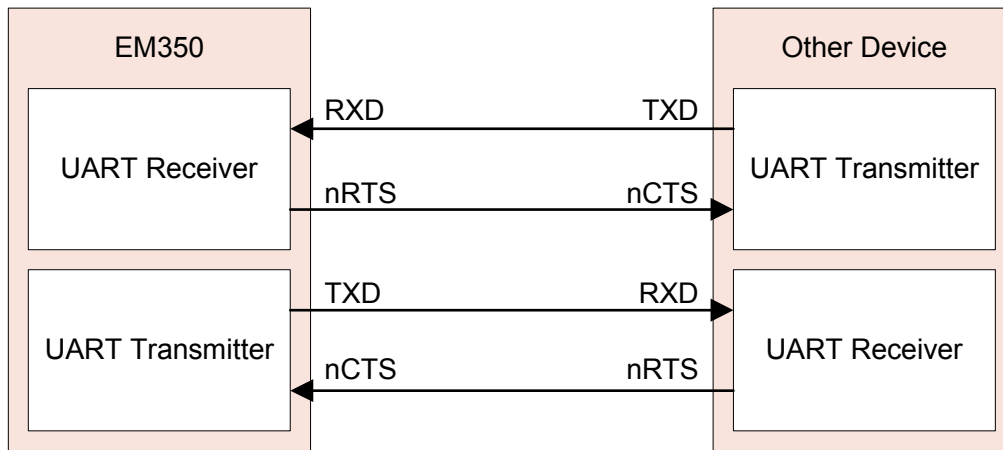 EM350
Other Device
RXD
TXD
UART Receiver
UART Transmitter
nRTS
nCTS
TXD
RXD
UART Transmitter
UART Receiver
nCTS
nRTS